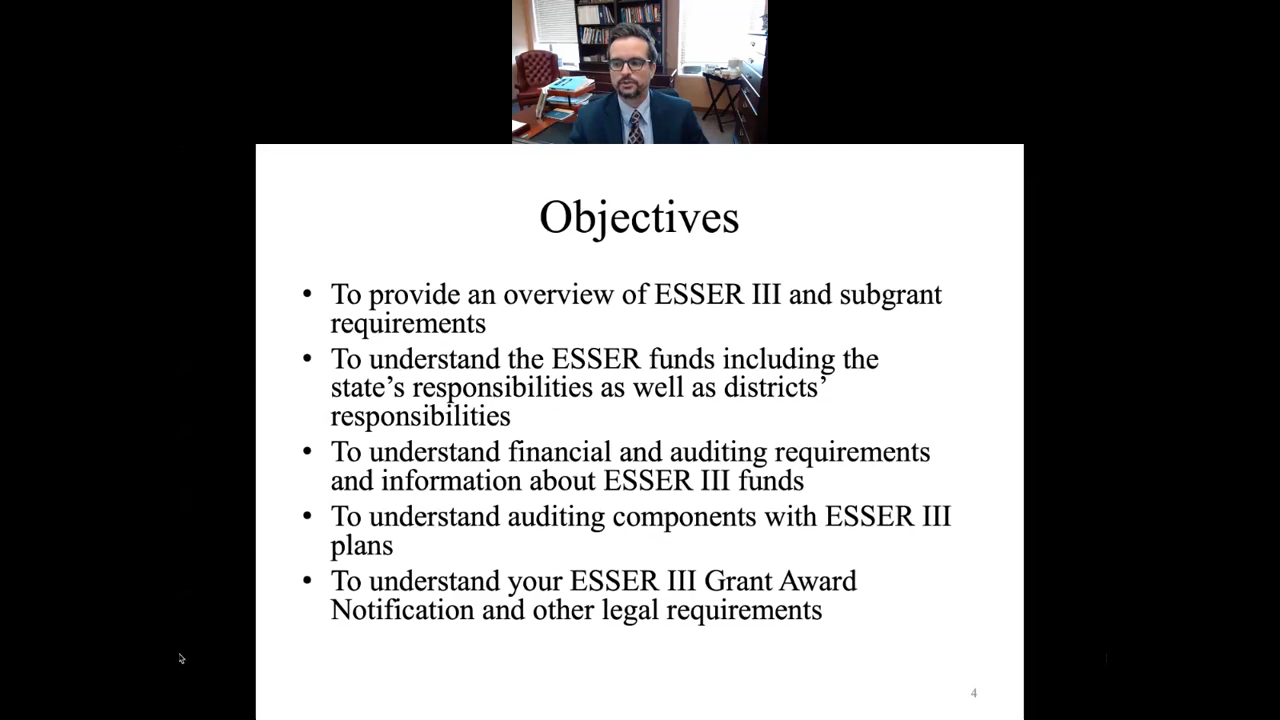 Objectives
• To provide an overview of ESSER III and subgrant
requirements
• To understand the ESSER funds including the
state’s responsibilities as well as districts’
responsibilities
• To understand financial and auditing requirements
and information about ESSER III funds
• To understand auditing components with ESSER III
plans
• To understand your ESSER III Grant Award
Notification and other legal requirements
4